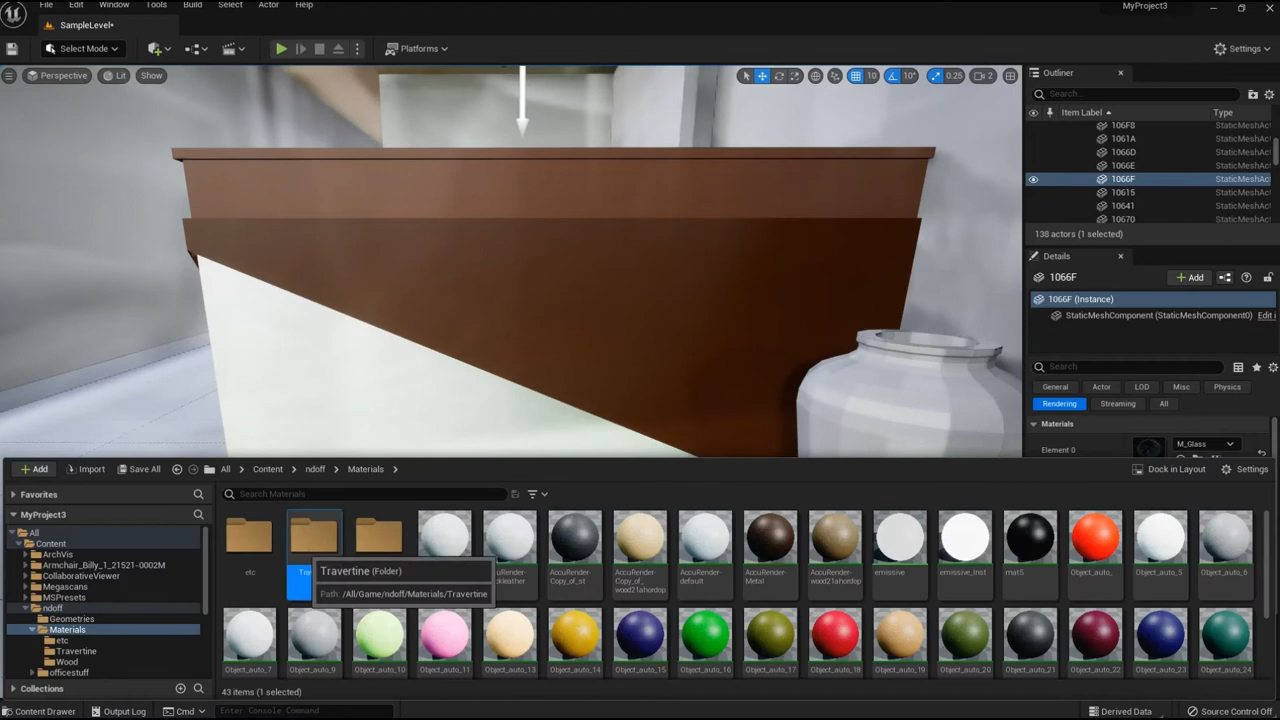 File Edit Window Tools Build Select Actor Help
MyProject3
SampleLevel*
Select Mode
Platforms
Settings
Perspective Lit Show
10 10° 0.25 2
Outliner
Search...
Item Label Type
106F8 StaticMeshAct
1061A StaticMeshAct
1066D StaticMeshAct
1066E StaticMeshAct
1066F StaticMeshAct
10615 StaticMeshAct
10641 StaticMeshAct
10670 StaticMeshAct
138 actors (1 selected)
Details
1066F
Add
1066F (Instance)
StaticMeshComponent (StaticMeshComponent0) Edit i
Search
General Actor LOD Misc Physics
Rendering Streaming All
Materials
Element 0 M_Glass
Add Import Save All All Content ndoff Materials
Dock in Layout Settings
Favorites
Search Materials
MyProject3
All
Content
ArchVis
Armchair_Billy_1_21521-0002M
CollaborativeViewer
Megascans
MSPresets
ndoff
Geometries
Materials
etc
Travertine
Wood
officestuff
Collections
etc
Trav
Travertine (Folder)
Path: /All/Game/ndoff/Materials/Travertine
ckleather
AccuRender-Copy_of_st
AccuRender-Copy_of_wood21ahordop
AccuRender-default
AccuRender-Metal
AccuRender-wood21ahordop
emissive
emissive_inst
mat5
Object_auto_
Object_auto_5
Object_auto_6
Object_auto_7
Object_auto_9
Object_auto_10
Object_auto_11
Object_auto_13
Object_auto_14
Object_auto_15
Object_auto_16
Object_auto_17
Object_auto_18
Object_auto_19
Object_auto_20
Object_auto_21
Object_auto_22
Object_auto_23
Object_auto_24
43 items (1 selected)
Content Drawer Output Log Cmd Enter Console Command
Derived Data Source Control Off